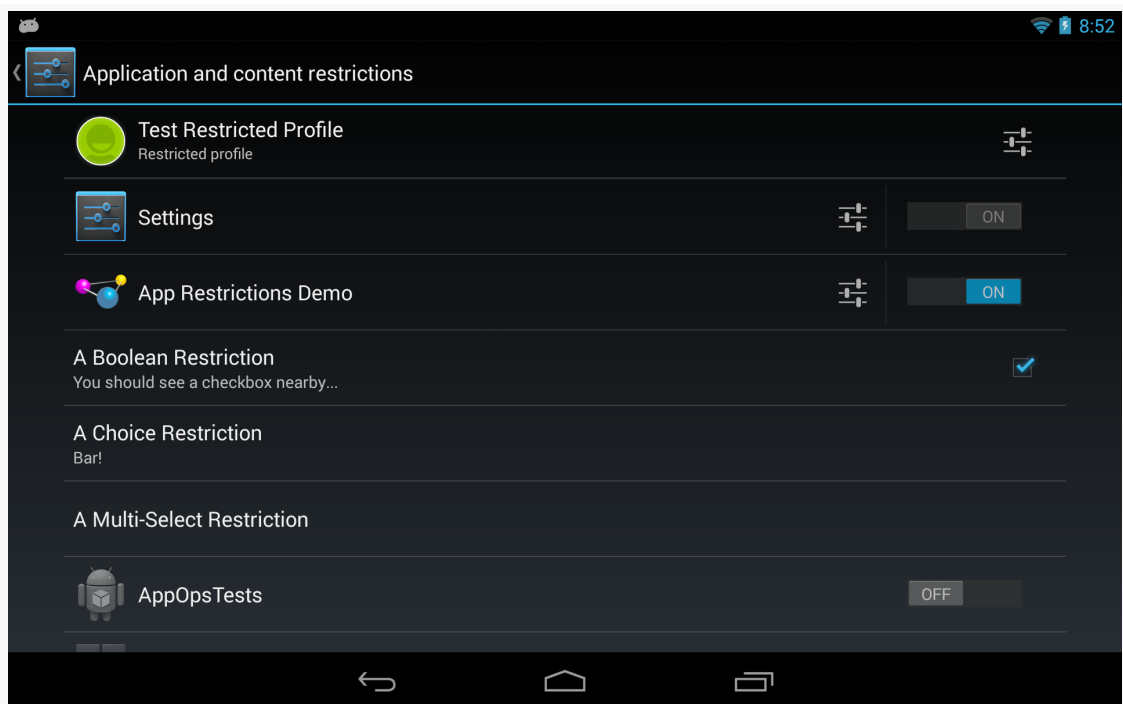 8:52
Application and content restrictions
Test Restricted Profile
Restricted profile
Settings
ON
App Restrictions Demo
ON
A Boolean Restriction
You should see a checkbox nearby...
A Choice Restriction
Bar!
A Multi-Select Restriction
AppOpsTests
OFF